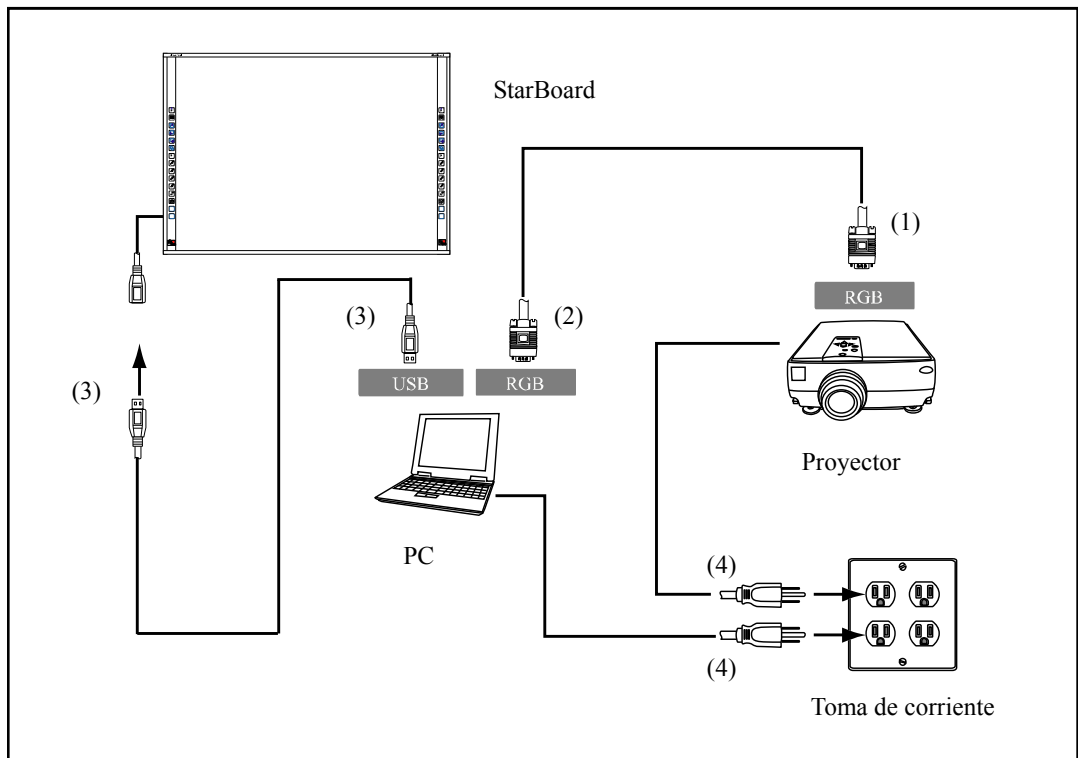 StarBoard
(1)
RGB
(3)
(2)
USB
RGB
(3)
Proyector
PC
(4)
(4)
Toma de corriente